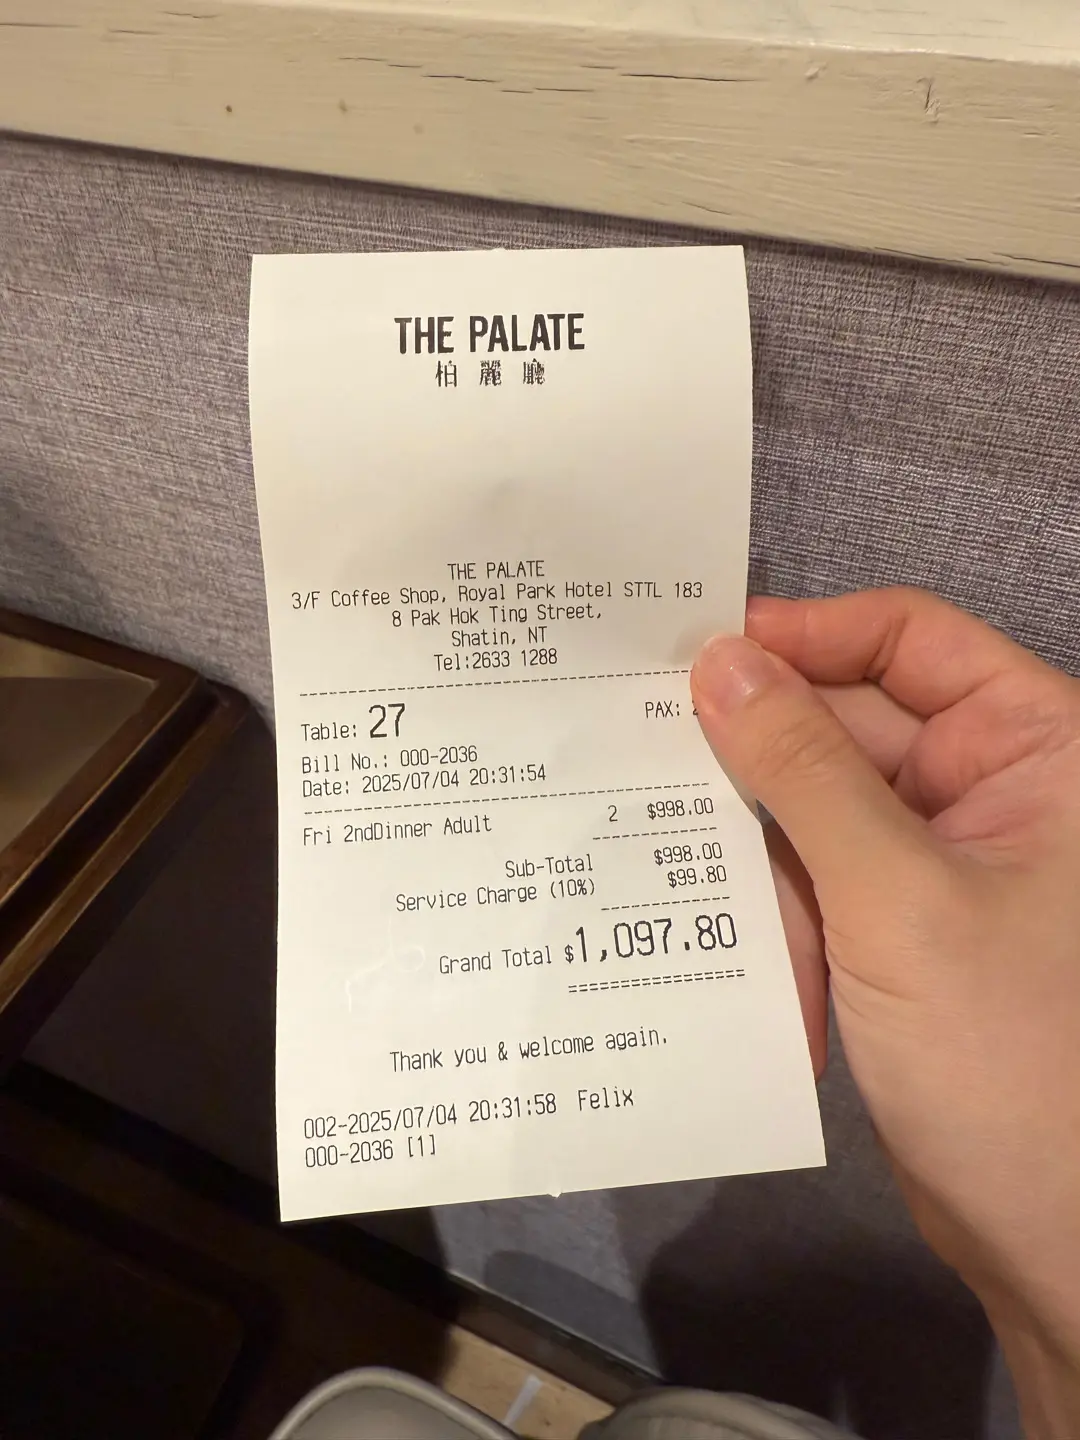 THE PALATE
柏麗廳
THE PALATE
3/F Coffee Shop, Royal Park Hotel STTL 183
8 Pak Hok Ting Street,
Shatin, NT
Tel:2633 1288
Table: 27 PAX:
Bill No.: 000-2036
Date: 2025/07/04 20:31:54
Fri 2ndDinner Adult 2 $998.00
Sub-Total $998.00
Service Charge (10%) $99.80
Grand Total $1,097.80
Thank you & welcome again.
002-2025/07/04 20:31:58 Felix
000-2036 [1]